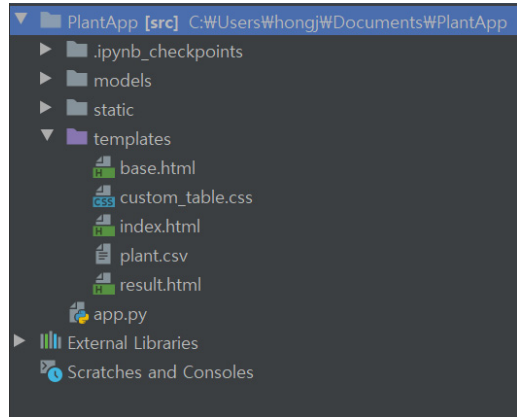 PlantApp [src] C:₩Users₩hongj₩Documents₩PlantApp
.ipynb_checkpoints
models
static
templates
base.html
custom_table.css
index.html
plant.csv
result.html
app.py
External Libraries
Scratches and Consoles